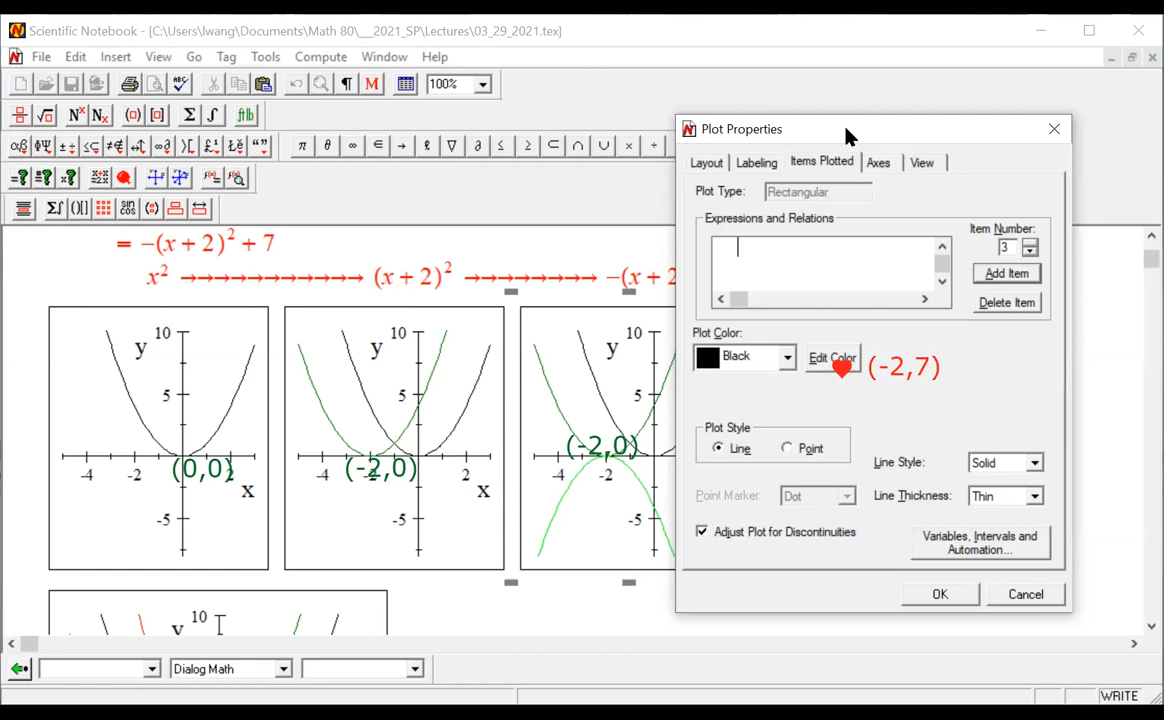 Scientific Notebook - [C:\Users\lwang\Documents\Math 80\__2021_SP\Lectures\03_29_2021.tex]
File Edit Insert View Go Tag Tools Compute Window Help
100%
= −(x + 2)² + 7
x² →→→→→→→→→→→→ (x + 2)² →→→→→→→→→ −(x + 2
y 10 5 -4 -2 2 x -5
(0,0)
y 10 5 -4 -2 2 x -5
(-2,0)
y 10 5 -4 -2 -5
(-2,0)
y 10
Plot Properties
Layout Labeling Items Plotted Axes View
Plot Type: Rectangular
Expressions and Relations
Item Number:
3
Add Item
Delete Item
Plot Color:
Black
Edit Color
(-2,7)
Plot Style
Line Point
Line Style: Solid
Point Marker: Dot
Line Thickness: Thin
Adjust Plot for Discontinuities
Variables, Intervals and
Automation...
OK Cancel
Dialog Math
WRITE